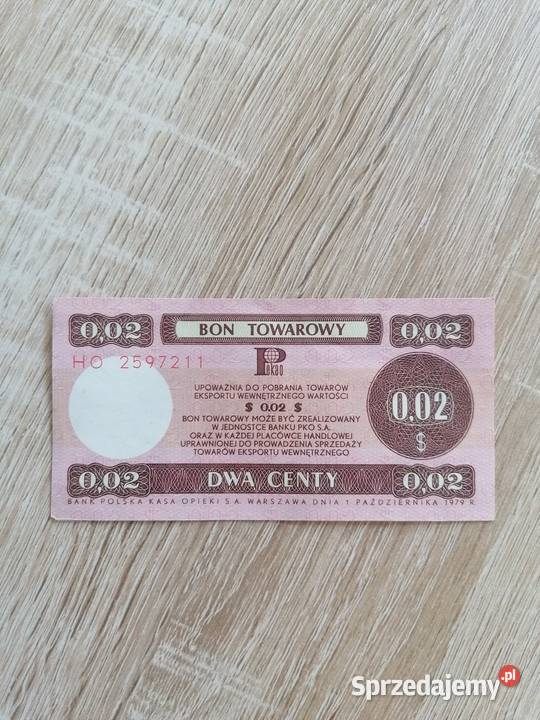 0,02 BON TOWAROWY 0,02
HO 2597211
Pekao
UPOWAŻNIA DO POBRANIA TOWARÓW
EKSPORTU WEWNĘTRZNEGO WARTOŚCI
$ 0.02 $
BON TOWAROWY MOŻE BYĆ ZREALIZOWANY
W JEDNOSTCE BANKU PKO S.A.
ORAZ W KAŻDEJ PLACÓWCE HANDLOWEJ
UPRAWNIONEJ DO PROWADZENIA SPRZEDAŻY
TOWARÓW EKSPORTU WEWNĘTRZNEGO
0,02
$
0,02 DWA CENTY 0,02
BANK POLSKA KASA OPIEKI S.A. WARSZAWA DNIA 1 PAŹDZIERNIKA 1979 R.
Sprzedajemy.pl